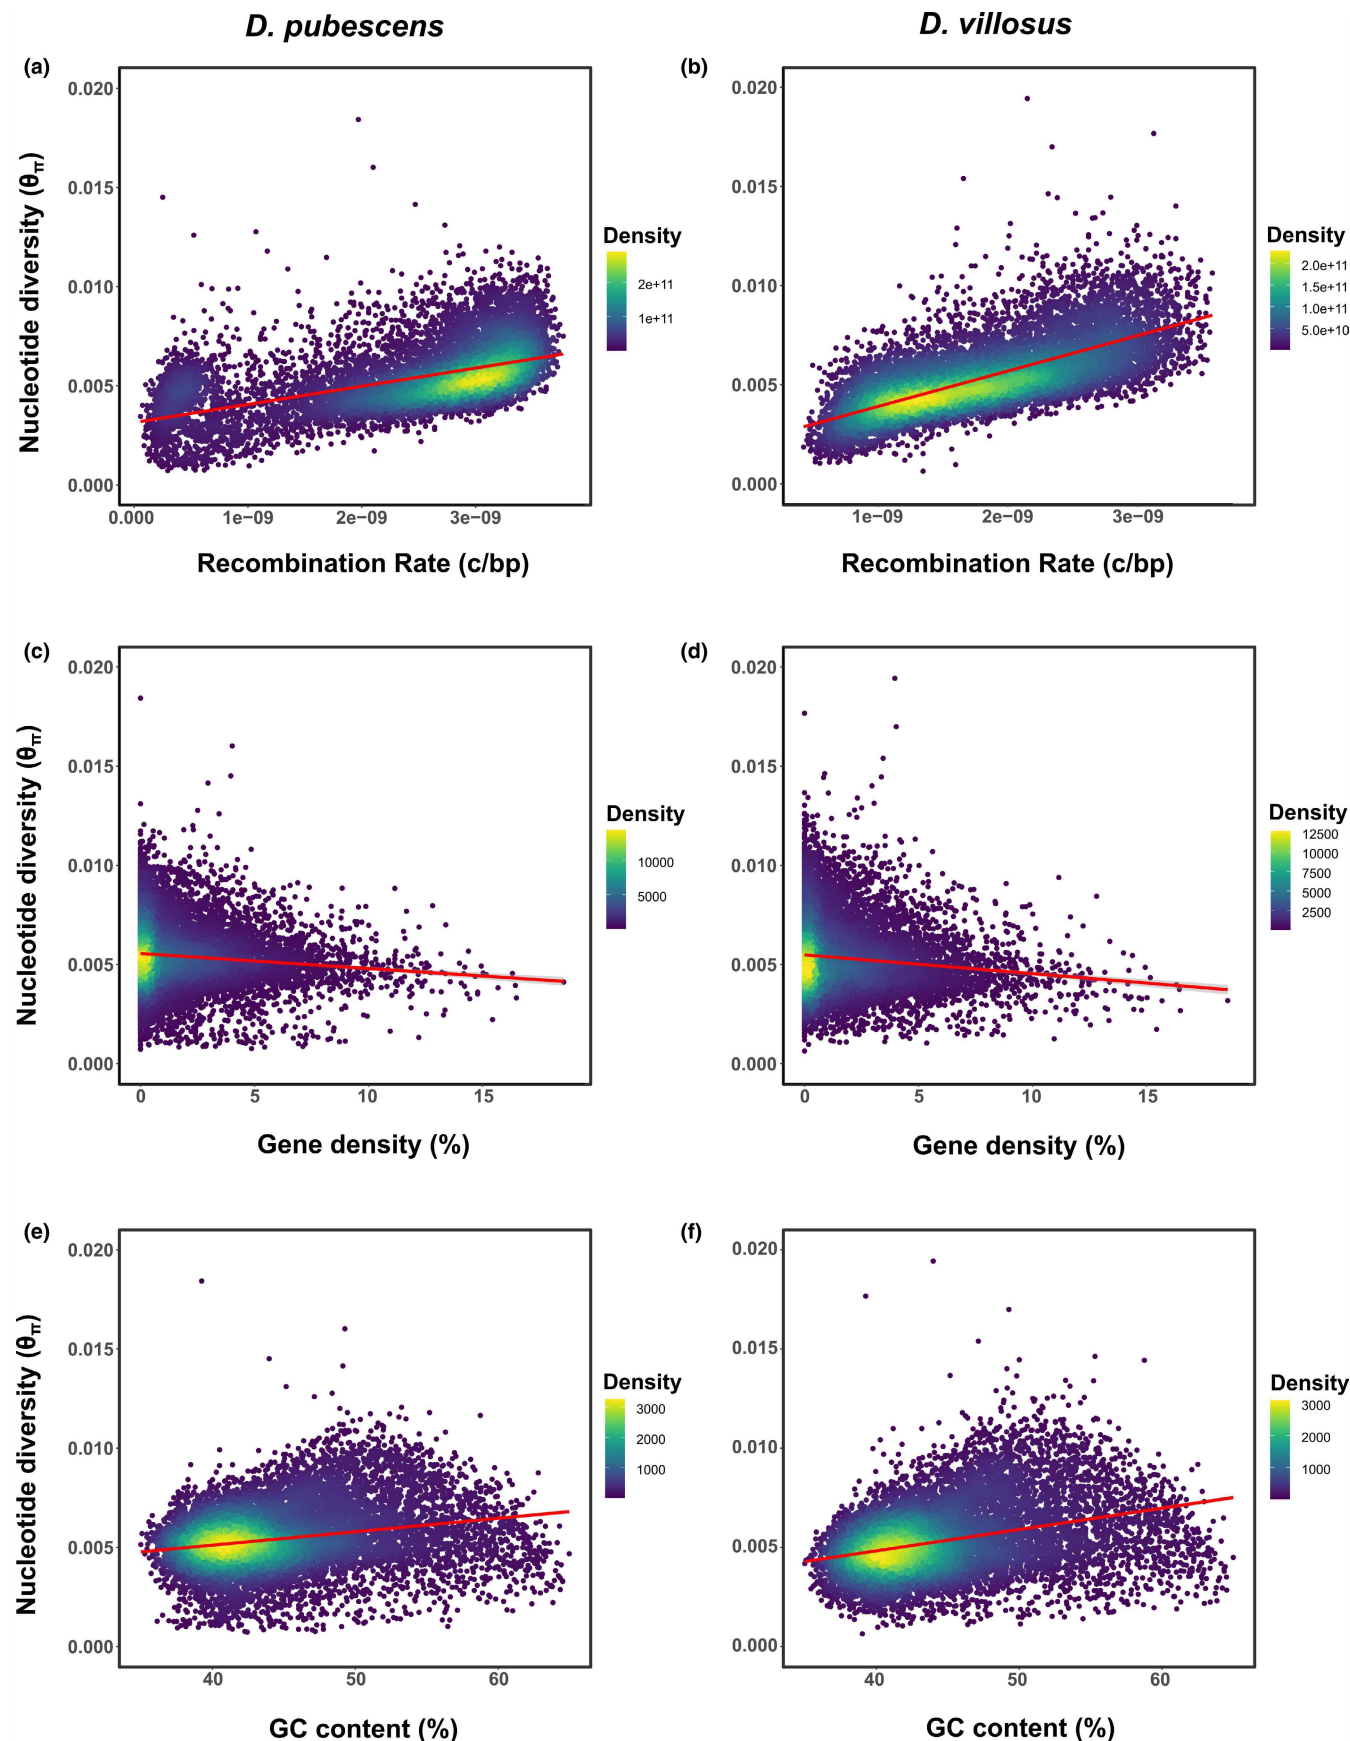 D. pubescens
D. villosus
(a)
Nucleotide diversity (θπ)
0.020
0.015
0.010
0.005
0.000
0.000 1e−09 2e−09 3e−09
Recombination Rate (c/bp)
Density
2e+11
1e+11
(b)
0.020
0.015
0.010
0.005
0.000
1e−09 2e−09 3e−09
Recombination Rate (c/bp)
Density
2.0e+11
1.5e+11
1.0e+11
5.0e+10
(c)
Nucleotide diversity (θπ)
0.020
0.015
0.010
0.005
0.000
0 5 10 15
Gene density (%)
Density
10000
5000
(d)
0.020
0.015
0.010
0.005
0.000
0 5 10 15
Gene density (%)
Density
12500
10000
7500
5000
2500
(e)
Nucleotide diversity (θπ)
0.020
0.015
0.010
0.005
0.000
40 50 60
GC content (%)
Density
3000
2000
1000
(f)
0.020
0.015
0.010
0.005
0.000
40 50 60
GC content (%)
Density
3000
2000
1000